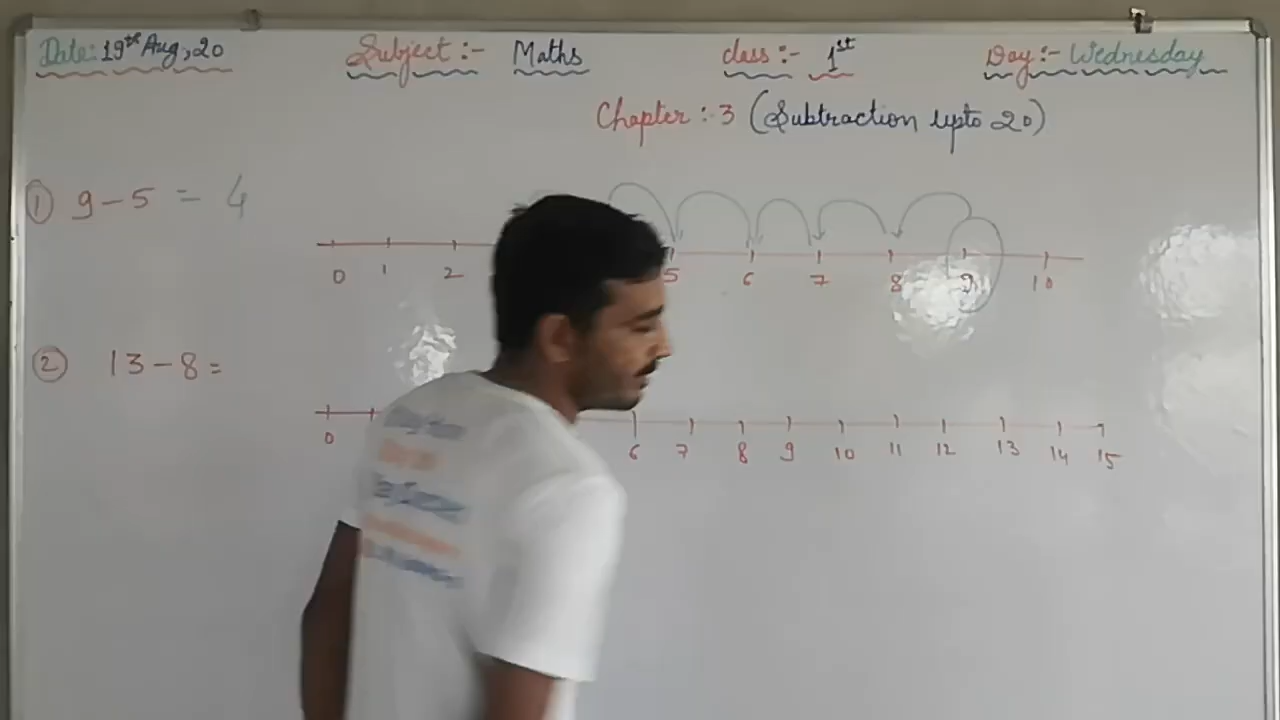 Date: 19th Aug, 20 Subject :- Maths class :- 1st Day :- Wednesday
Chapter :- 3 (Subtraction upto 20)
① 9 - 5 = 4
0 1 2 5 6 7 8 9 10
② 13 - 8 =
0 6 7 8 9 10 11 12 13 14 15